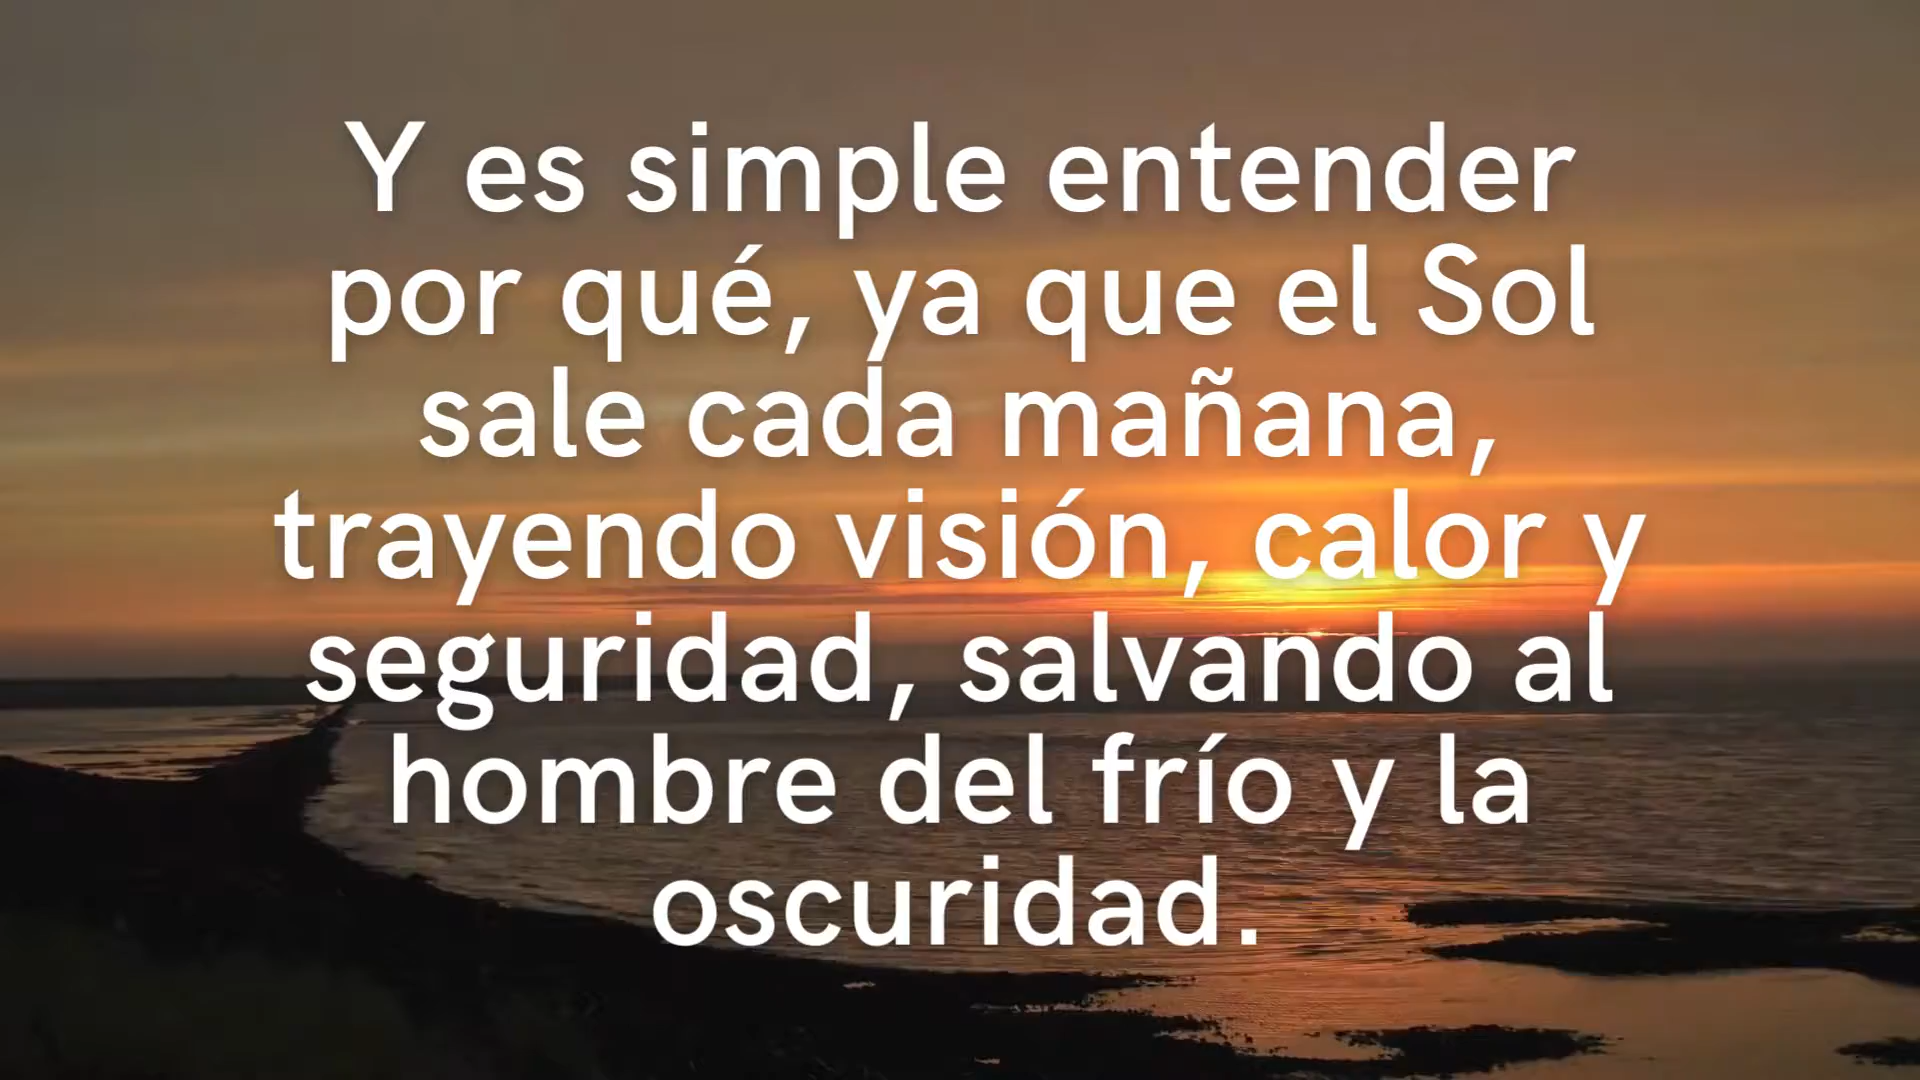 Y es simple entender
por qué, ya que el Sol
sale cada mañana,
trayendo visión, calor y
seguridad, salvando al
hombre del frío y la
oscuridad.